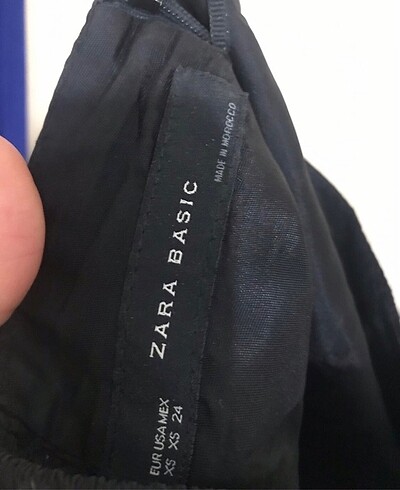 MADE IN MOROCCO
ZARA BASIC
EUR USA MEX
XS XS 24